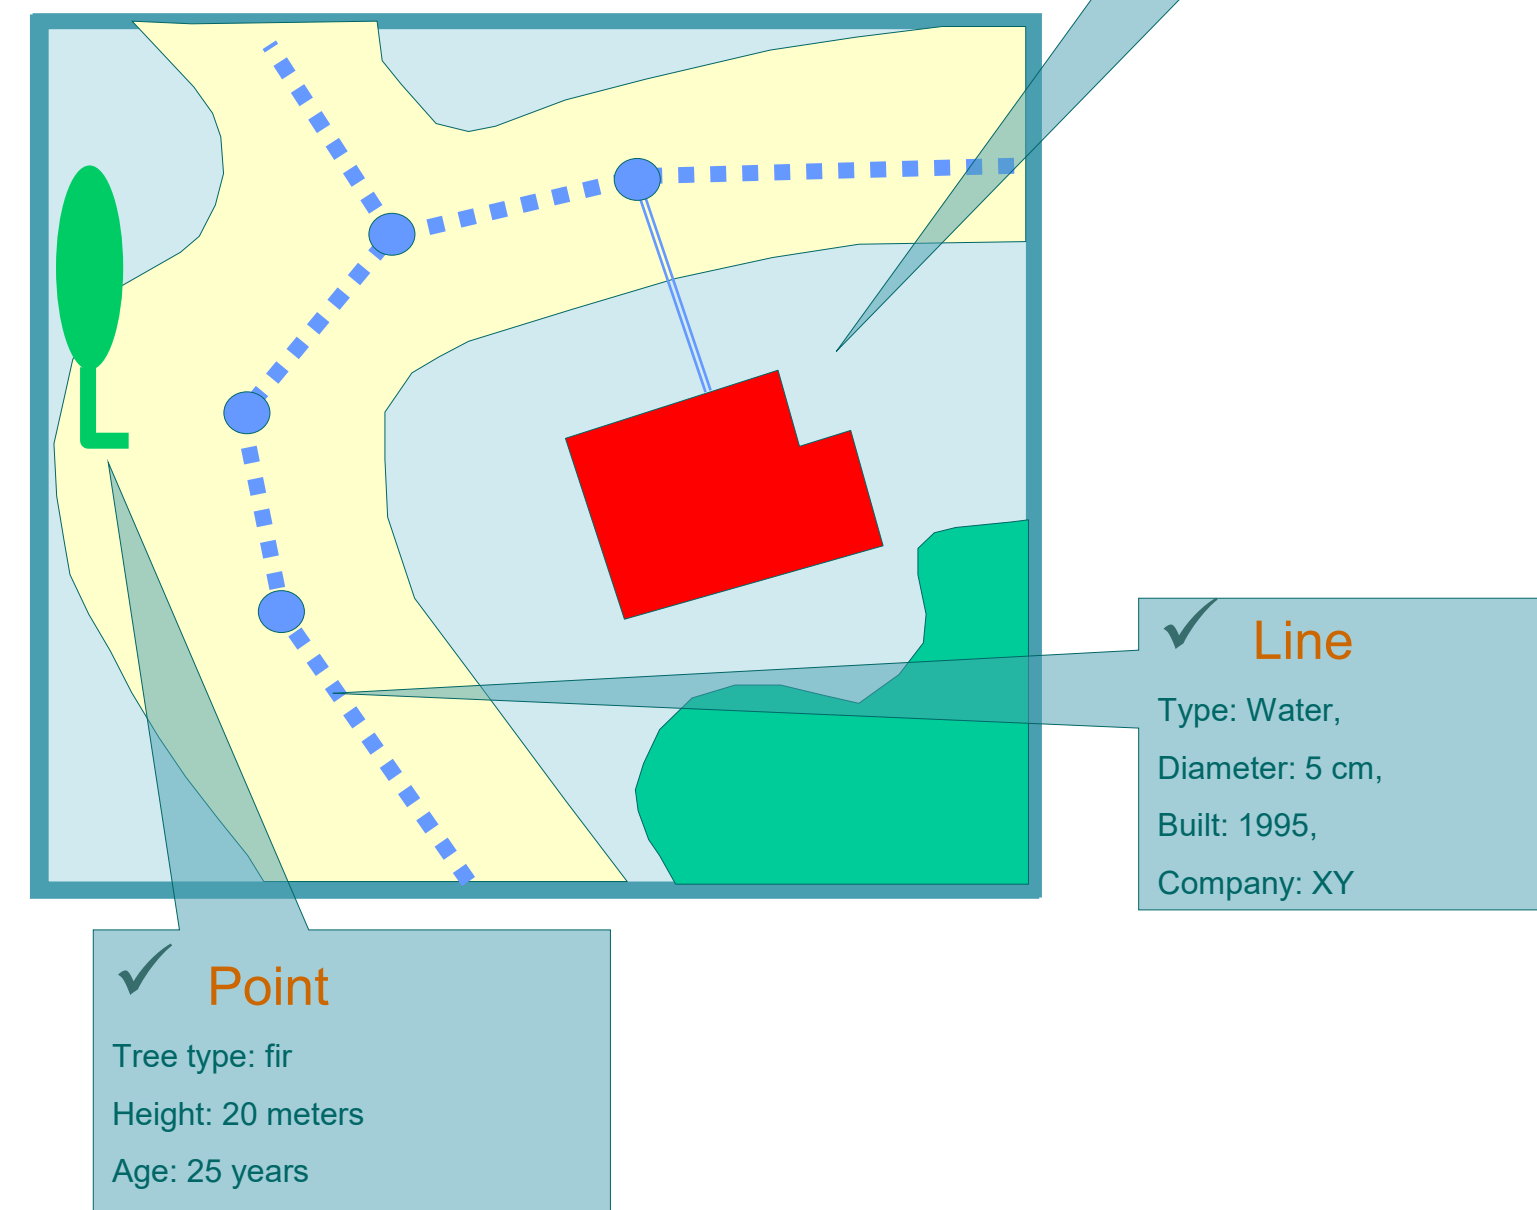 Line
Type: Water,
Diameter: 5 cm,
Built: 1995,
Company: XY
Point
Tree type: fir
Height: 20 meters
Age: 25 years